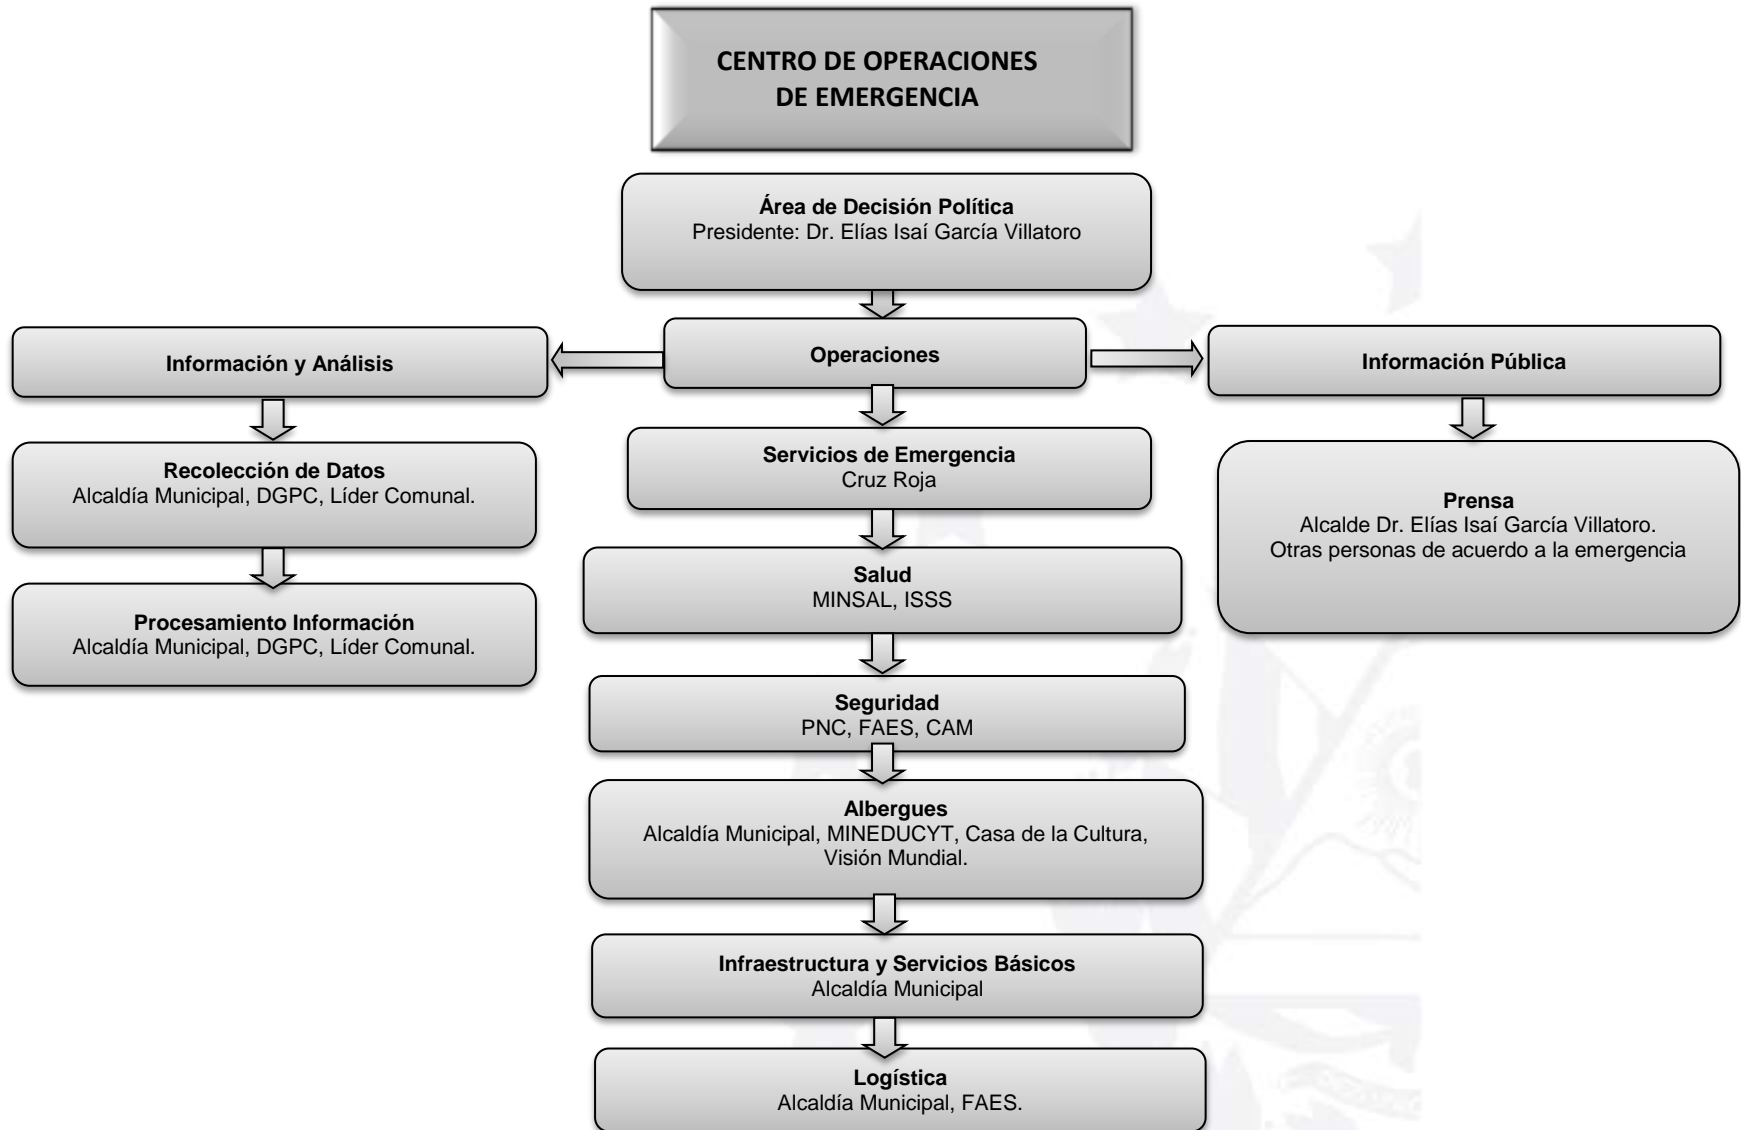 CENTRO DE OPERACIONES
DE EMERGENCIA
Área de Decisión Política
Presidente: Dr. Elías Isaí García Villatoro
Información y Análisis
Operaciones
Información Pública
Recolección de Datos
Alcaldía Municipal, DGPC, Líder Comunal.
Procesamiento Información
Alcaldía Municipal, DGPC, Líder Comunal.
Servicios de Emergencia
Cruz Roja
Salud
MINSAL, ISSS
Seguridad
PNC, FAES, CAM
Albergues
Alcaldía Municipal, MINEDUCYT, Casa de la Cultura,
Visión Mundial.
Infraestructura y Servicios Básicos
Alcaldía Municipal
Logística
Alcaldía Municipal, FAES.
Prensa
Alcalde Dr. Elías Isaí García Villatoro.
Otras personas de acuerdo a la emergencia